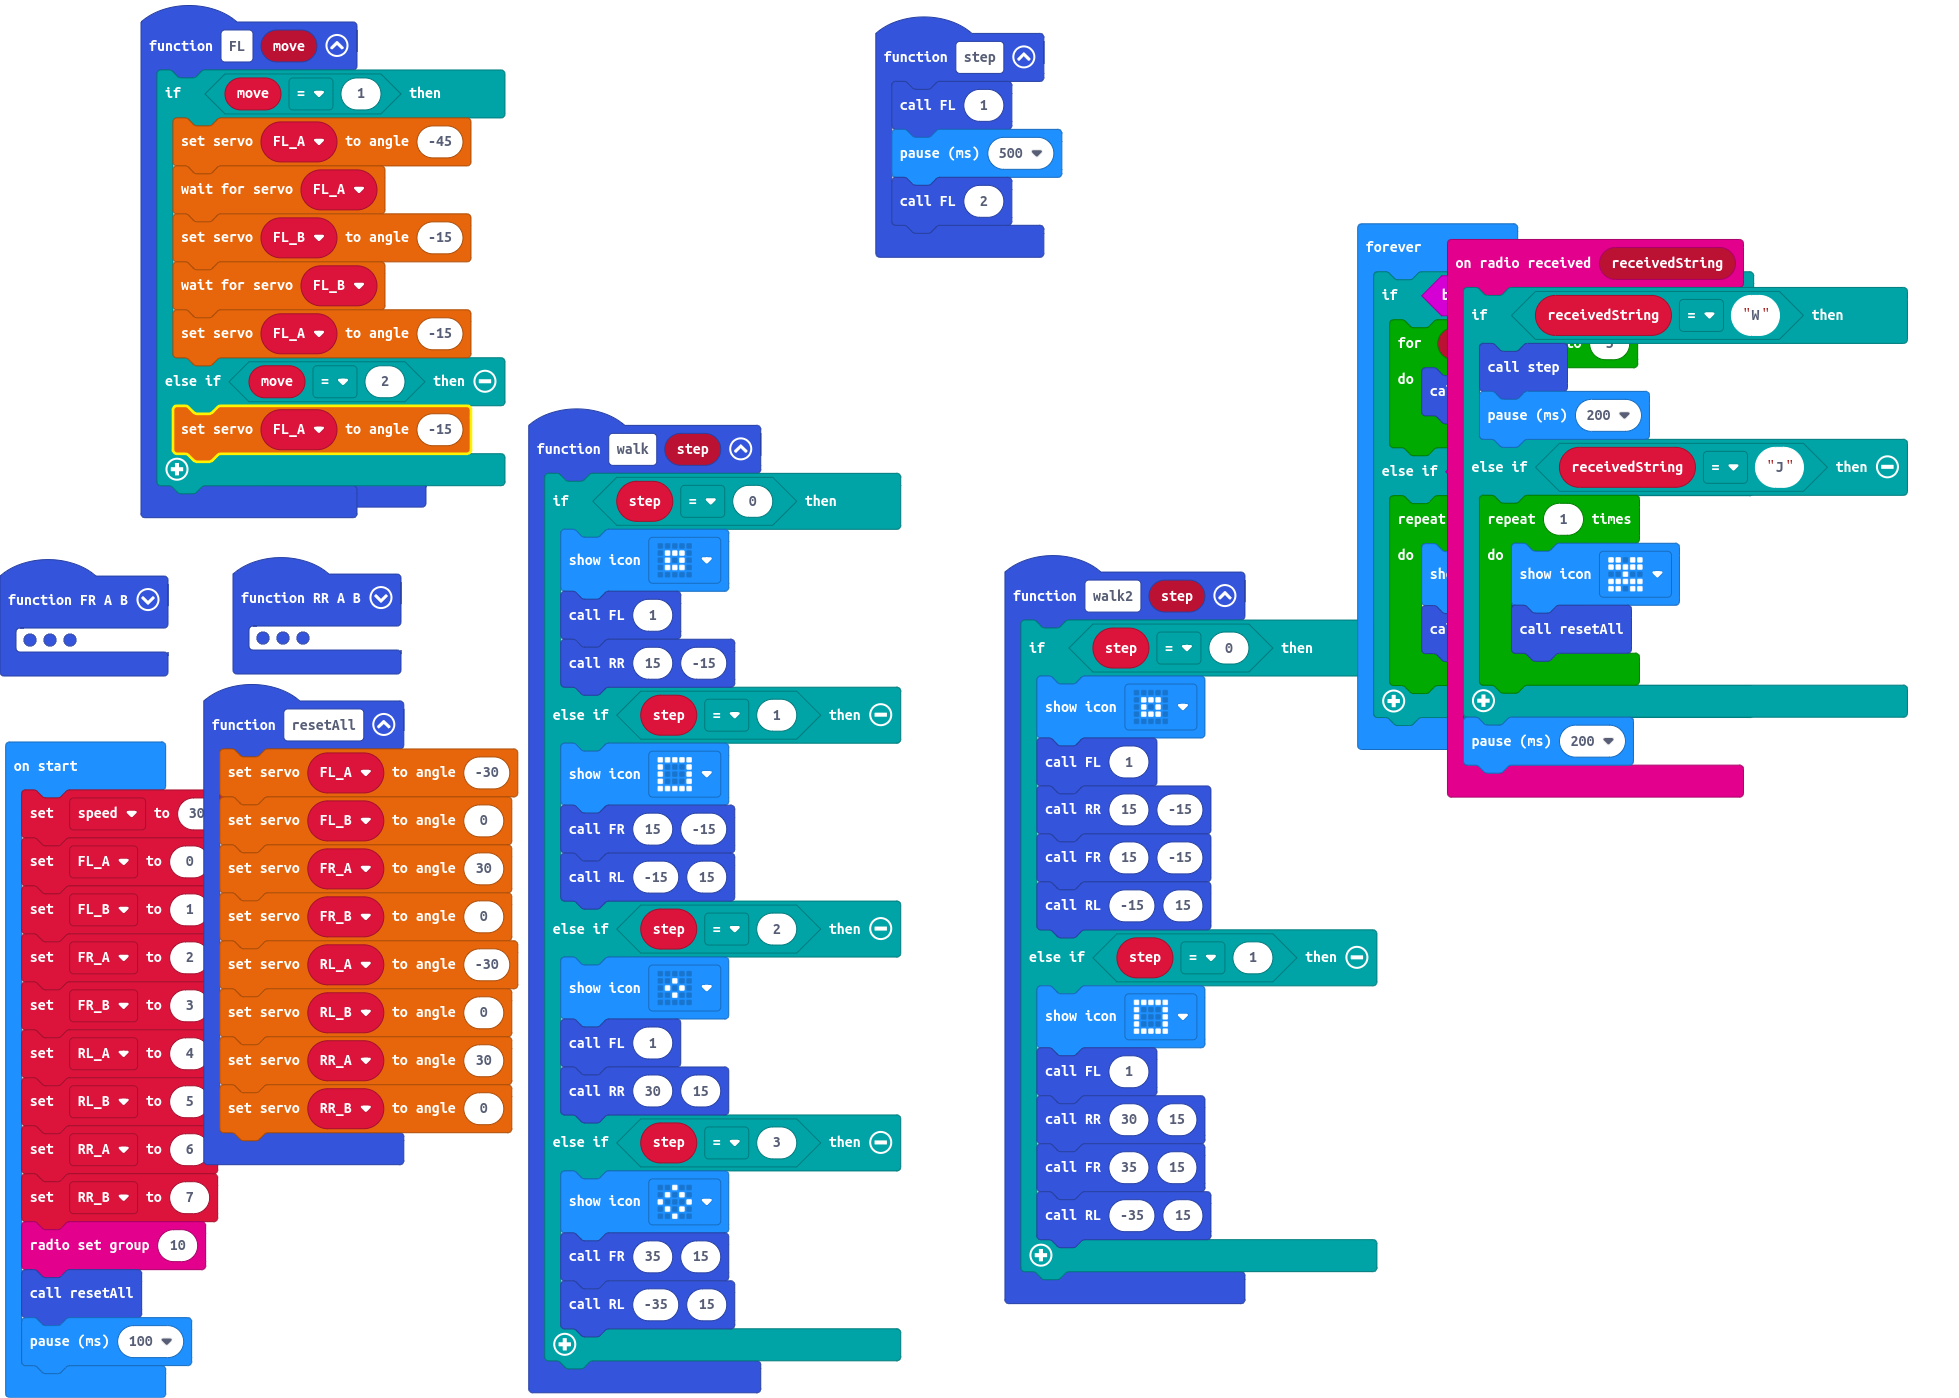 function FL move
if move = 1 then
set servo FL_A to angle -45
wait for servo FL_A
set servo FL_B to angle -15
wait for servo FL_B
set servo FL_A to angle -15
else if move = 2 then
set servo FL_A to angle -15
function step
call FL 1
pause (ms) 500
call FL 2
function FR A B
function RR A B
on start
set speed to 30
set FL_A to 0
set FL_B to 1
set FR_A to 2
set FR_B to 3
set RL_A to 4
set RL_B to 5
set RR_A to 6
set RR_B to 7
radio set group 10
call resetAll
pause (ms) 100
function resetAll
set servo FL_A to angle -30
set servo FL_B to angle 0
set servo FR_A to angle 30
set servo FR_B to angle 0
set servo RL_A to angle -30
set servo RL_B to angle 0
set servo RR_A to angle 30
set servo RR_B to angle 0
function walk step
if step = 0 then
show icon
call FL 1
call RR 15 -15
else if step = 1 then
show icon
call FR 15 -15
call RL -15 15
else if step = 2 then
show icon
call FL 1
call RR 30 15
else if step = 3 then
show icon
call FR 35 15
call RL -35 15
function walk2 step
if step = 0 then
show icon
call FL 1
call RR 15 -15
call FR 15 -15
call RL -15 15
else if step = 1 then
show icon
call FL 1
call RR 30 15
call FR 35 15
call RL -35 15
forever
if
for
do
else if
repeat
do
on radio received receivedString
if receivedString = "W" then
call step
pause (ms) 200
else if receivedString = "J" then
repeat 1 times
do show icon
call resetAll
pause (ms) 200